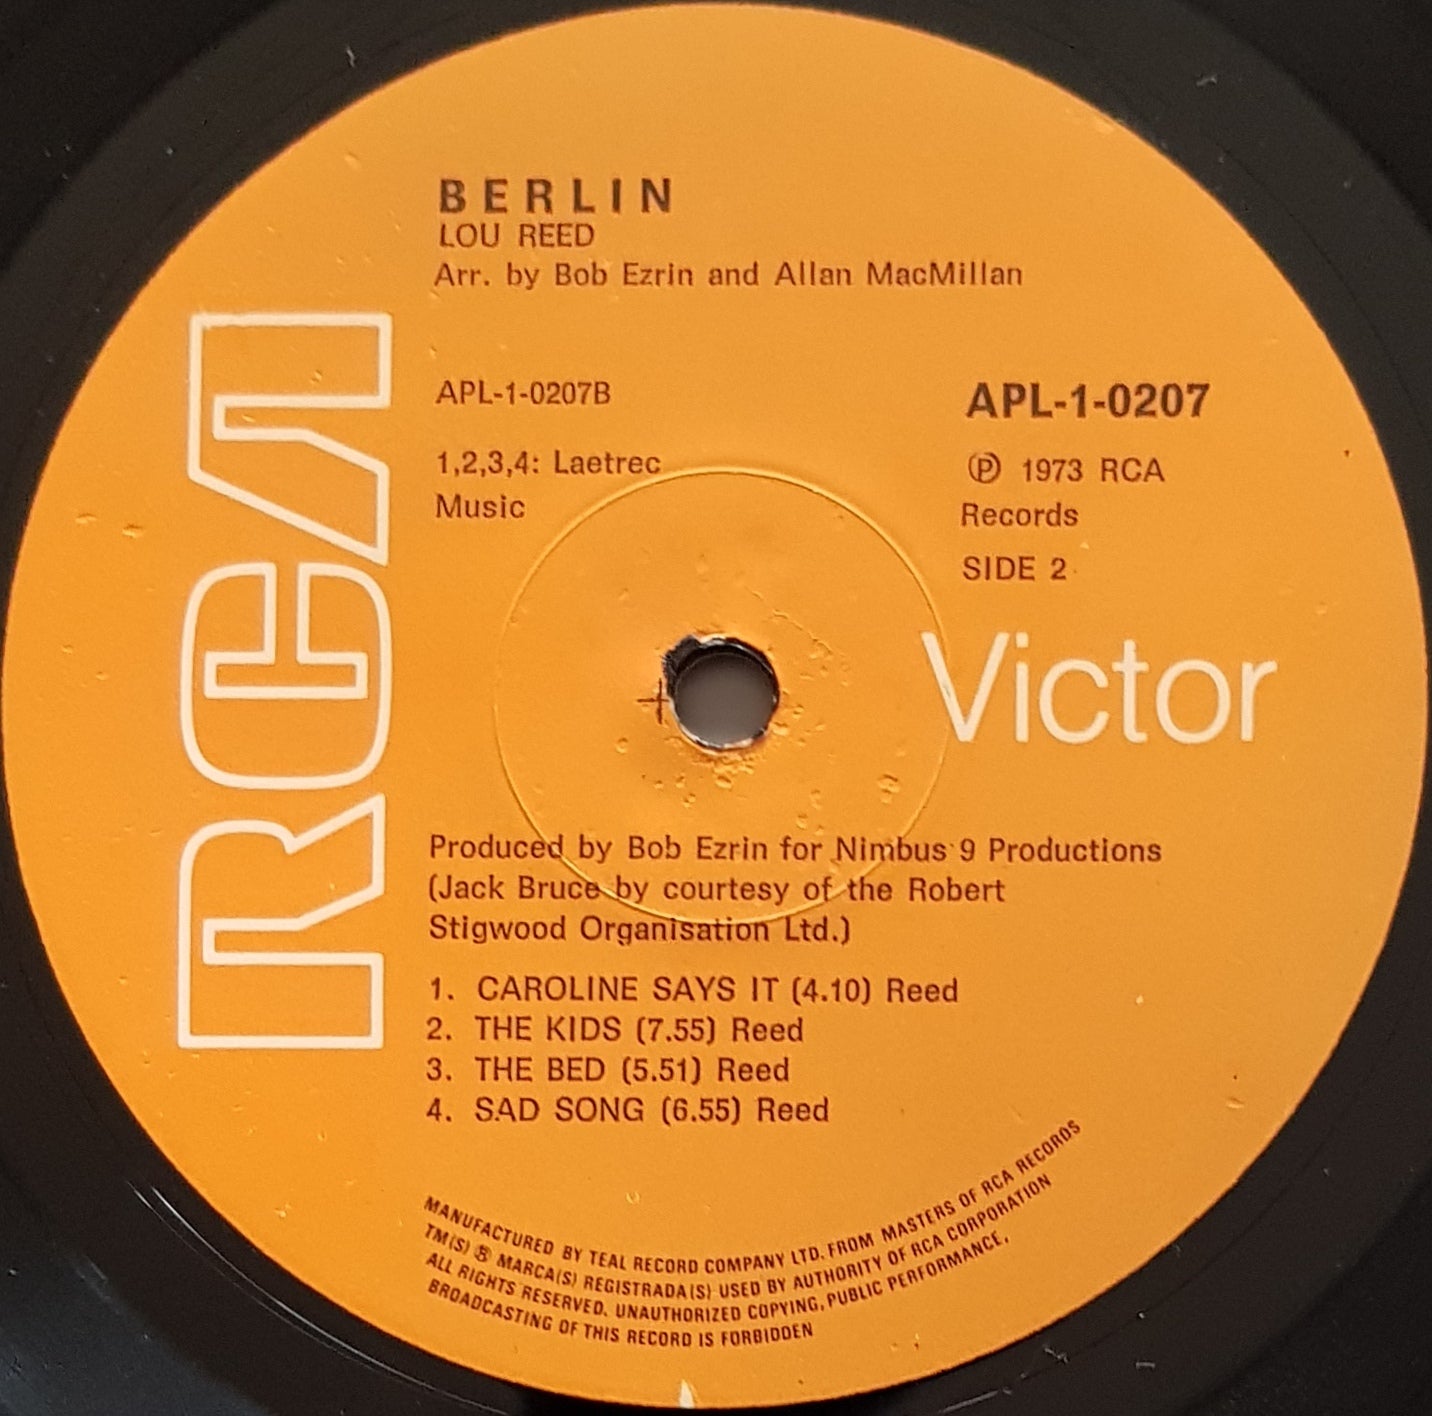 BERLIN
LOU REED
Arr. by Bob Ezrin and Allan MacMillan
RCA
APL-1-0207B
APL-1-0207
1,2,3,4: Laetrec
Music
Ⓟ 1973 RCA
Records
SIDE 2
Victor
Produced by Bob Ezrin for Nimbus 9 Productions
(Jack Bruce by courtesy of the Robert
Stigwood Organisation Ltd.)
1. CAROLINE SAYS IT (4.10) Reed
2. THE KIDS (7.55) Reed
3. THE BED (5.51) Reed
4. SAD SONG (6.55) Reed
MANUFACTURED BY TEAL RECORD COMPANY LTD. FROM MASTERS OF RCA RECORDS
TM(S) ® MARCA(S) REGISTRADA(S) USED BY AUTHORITY OF RCA CORPORATION
ALL RIGHTS RESERVED. UNAUTHORIZED COPYING, PUBLIC PERFORMANCE,
BROADCASTING OF THIS RECORD IS FORBIDDEN